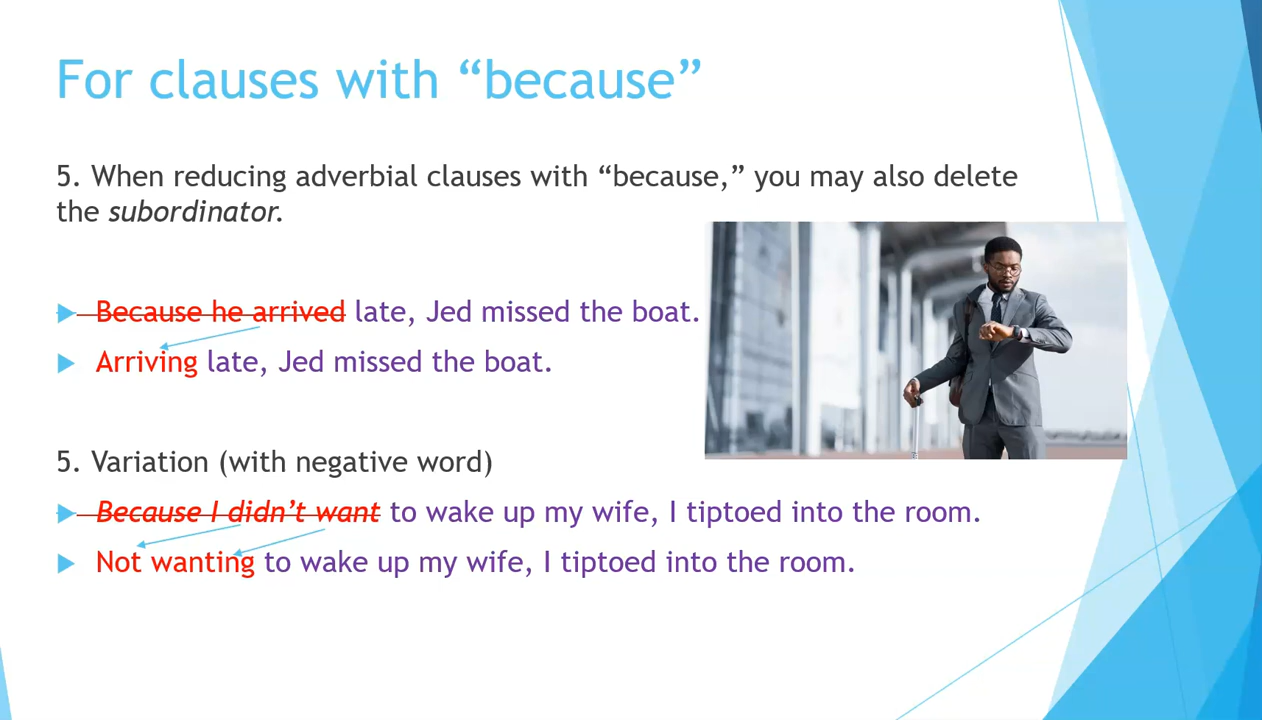 For clauses with “because”
5. When reducing adverbial clauses with “because,” you may also delete
the subordinator.
Because he arrived late, Jed missed the boat.
Arriving late, Jed missed the boat.
5. Variation (with negative word)
Because I didn’t want to wake up my wife, I tiptoed into the room.
Not wanting to wake up my wife, I tiptoed into the room.